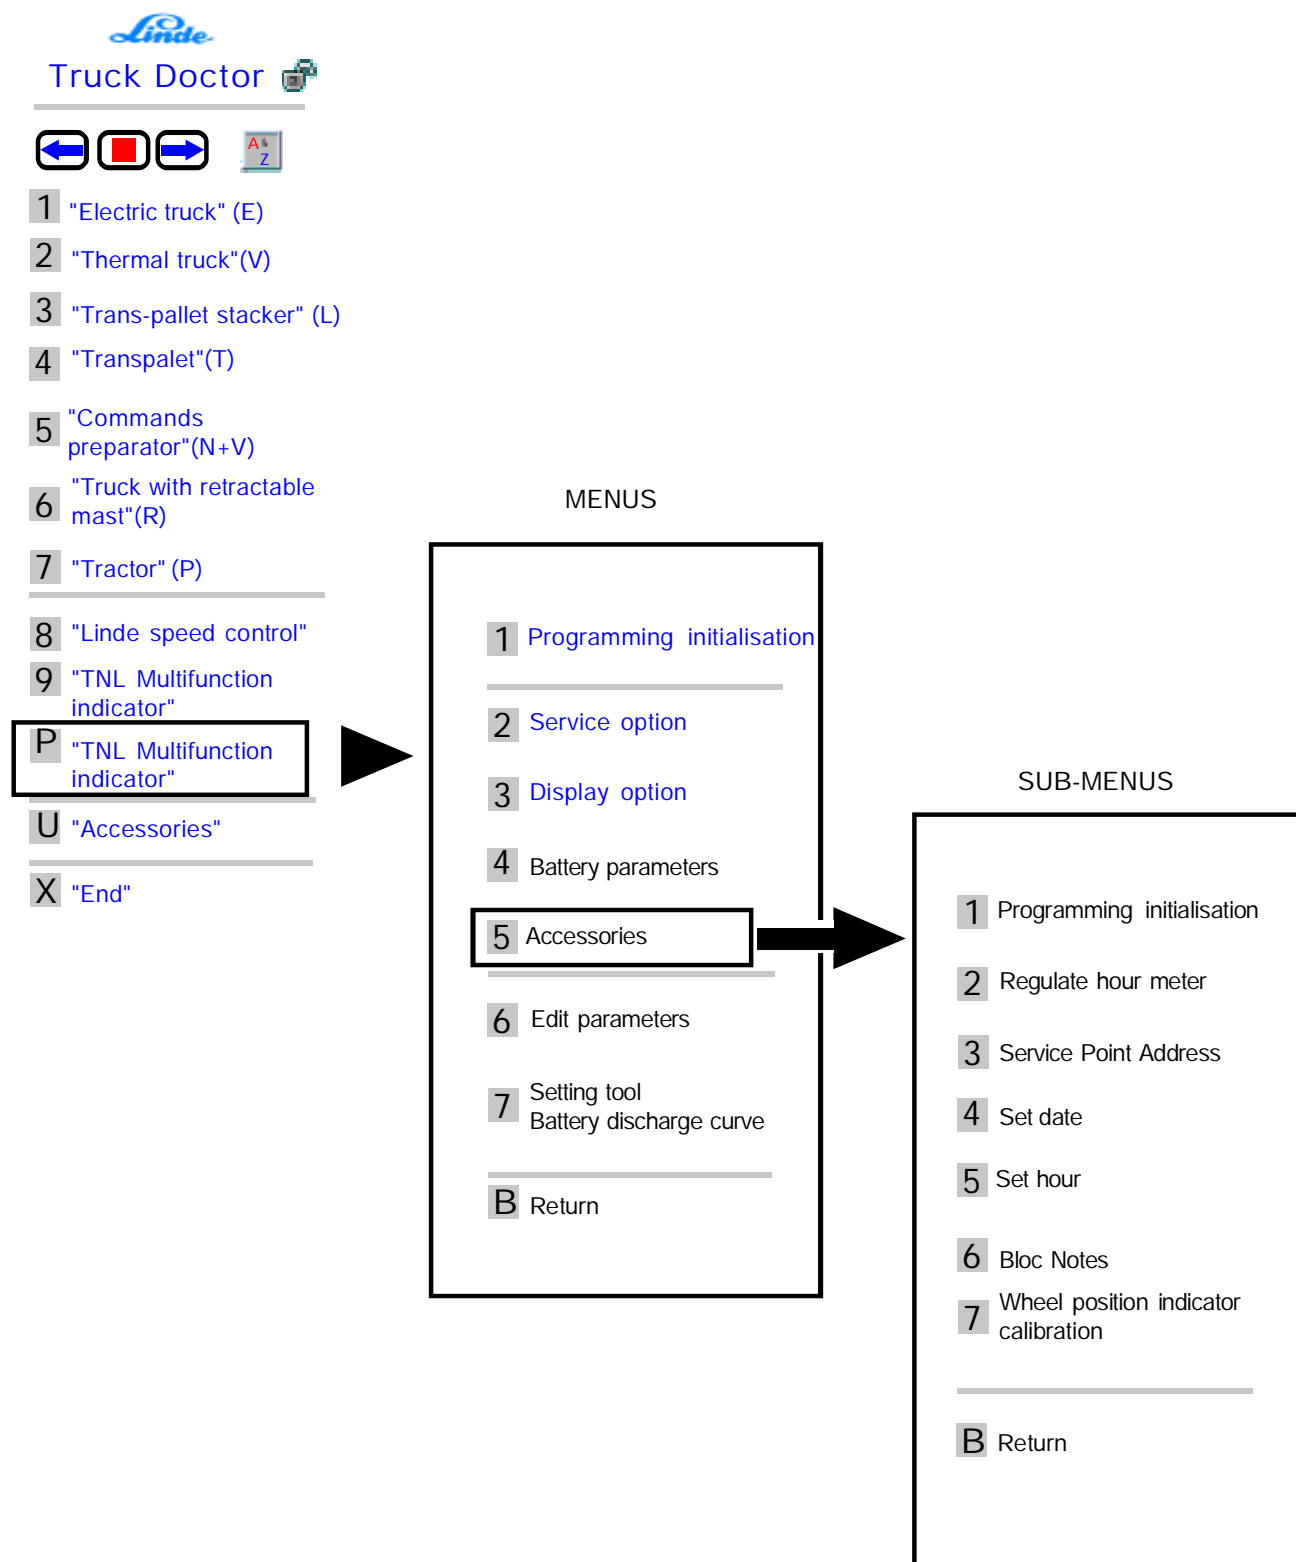 Linde
Truck Doctor
A
Z
1 "Electric truck" (E)
2 "Thermal truck"(V)
3 "Trans-pallet stacker" (L)
4 "Transpalet"(T)
5 "Commands
preparator"(N+V)
6 "Truck with retractable
mast"(R)
7 "Tractor" (P)
8 "Linde speed control"
9 "TNL Multifunction
indicator"
P "TNL Multifunction
indicator"
U "Accessories"
X "End"
MENUS
1 Programming initialisation
2 Service option
3 Display option
4 Battery parameters
5 Accessories
6 Edit parameters
7 Setting tool
Battery discharge curve
B Return
SUB-MENUS
1 Programming initialisation
2 Regulate hour meter
3 Service Point Address
4 Set date
5 Set hour
6 Bloc Notes
7 Wheel position indicator
calibration
B Return